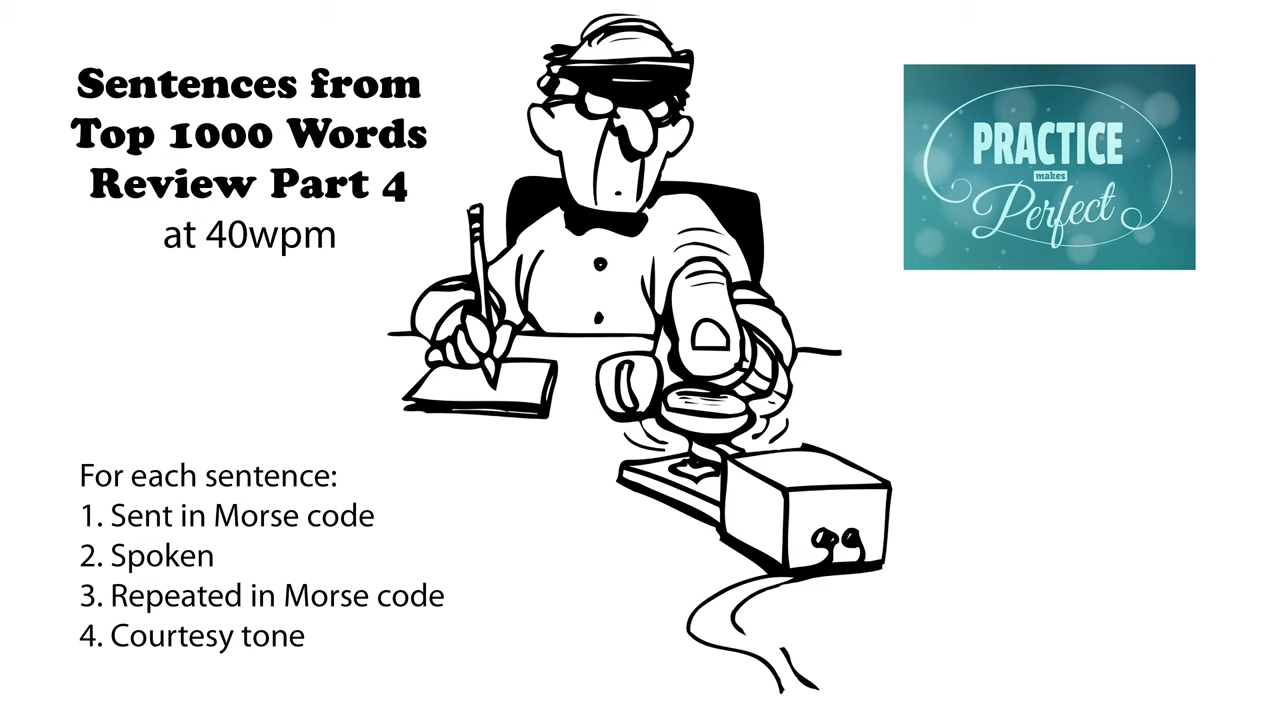 Sentences from
Top 1000 Words
Review Part 4
at 40wpm
PRACTICE
makes
Perfect
For each sentence:
1. Sent in Morse code
2. Spoken
3. Repeated in Morse code
4. Courtesy tone